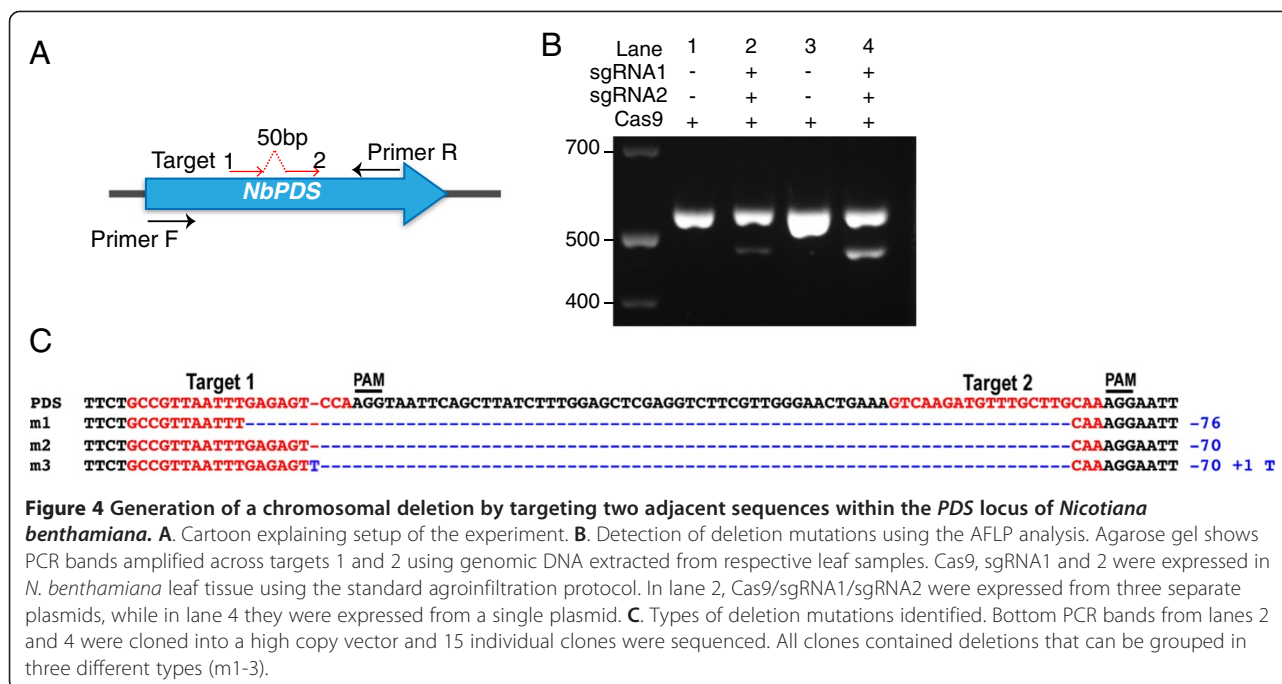 A
50bp
Target 1 2 Primer R
NbPDS
Primer F
B
Lane 1 2 3 4
sgRNA1 - + - +
sgRNA2 - + - +
Cas9 + + + +
700
500
400
C
Target 1 PAM Target 2 PAM
PDS TTCTGCCGTTAATTTGAGAGT-CCAAGGTAATTCAGCTTATCTTTGGAGCTCGAGGTCTTCGTTGGGAACTGAAAGTCAAGATGTTTGCTTGCAAAGGAATT
m1 TTCTGCCGTTAATTT------------------------------------------------------------------------------CAAAGGAATT -76
m2 TTCTGCCGTTAATTTGAGAGT------------------------------------------------------------------------CAAAGGAATT -70
m3 TTCTGCCGTTAATTTGAGAGTT-----------------------------------------------------------------------CAAAGGAATT -70 +1 T
Figure 4 Generation of a chromosomal deletion by targeting two adjacent sequences within the PDS locus of Nicotiana
benthamiana. A. Cartoon explaining setup of the experiment. B. Detection of deletion mutations using the AFLP analysis. Agarose gel shows
PCR bands amplified across targets 1 and 2 using genomic DNA extracted from respective leaf samples. Cas9, sgRNA1 and 2 were expressed in
N. benthamiana leaf tissue using the standard agroinfiltration protocol. In lane 2, Cas9/sgRNA1/sgRNA2 were expressed from three separate
plasmids, while in lane 4 they were expressed from a single plasmid. C. Types of deletion mutations identified. Bottom PCR bands from lanes 2
and 4 were cloned into a high copy vector and 15 individual clones were sequenced. All clones contained deletions that can be grouped in
three different types (m1-3).